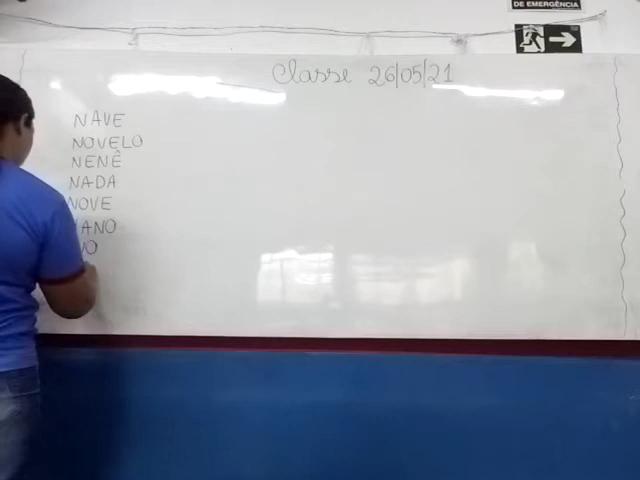 DE EMERGÊNCIA
Classe 26/05/21
NAVE
NOVELO
NENÊ
NADA
NOVE